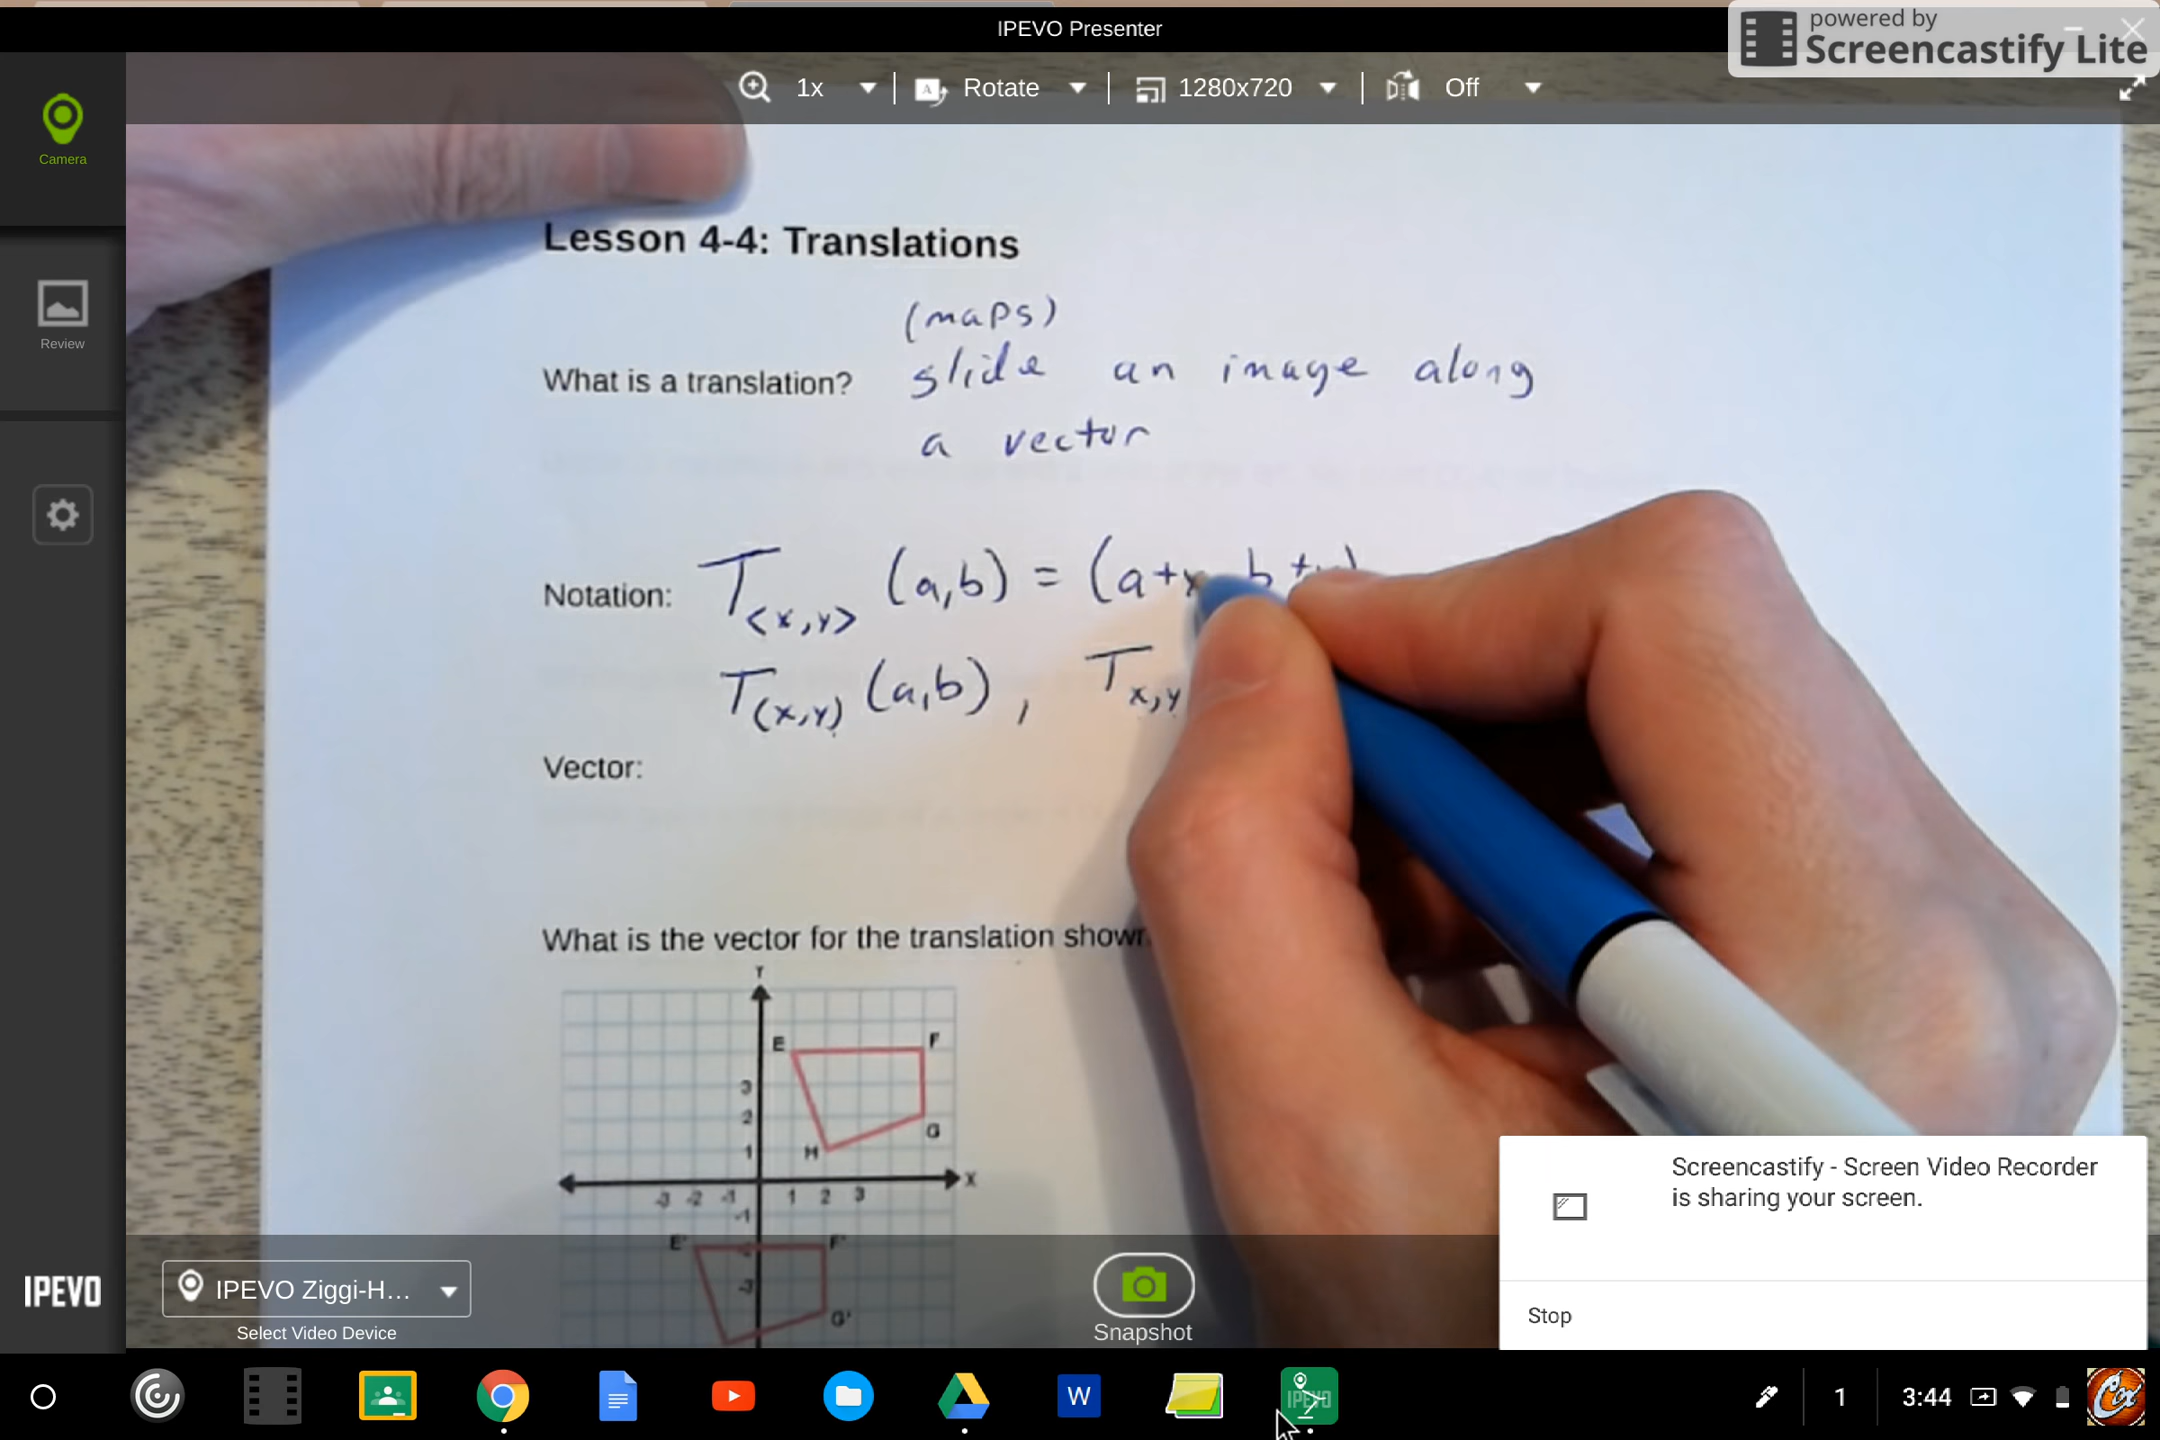 IPEVO Presenter
powered by
Screencastify Lite
1x
Rotate
1280x720
Off
Camera
Review
Lesson 4-4: Translations
(maps)
What is a translation? slide an image along
a vector
Notation: T<x,y> (a,b) = (a+x b+
T(x,y) (a,b), Tx,y
Vector:
What is the vector for the translation shown
Y
E F
3
2
G
1 H
X
-3 -2 -1 1 2 3
-1
E' F'
-3
G'
Screencastify - Screen Video Recorder
is sharing your screen.
Stop
IPEVO
IPEVO Ziggi-H...
Select Video Device
Snapshot
W
IPEVO
1
3:44